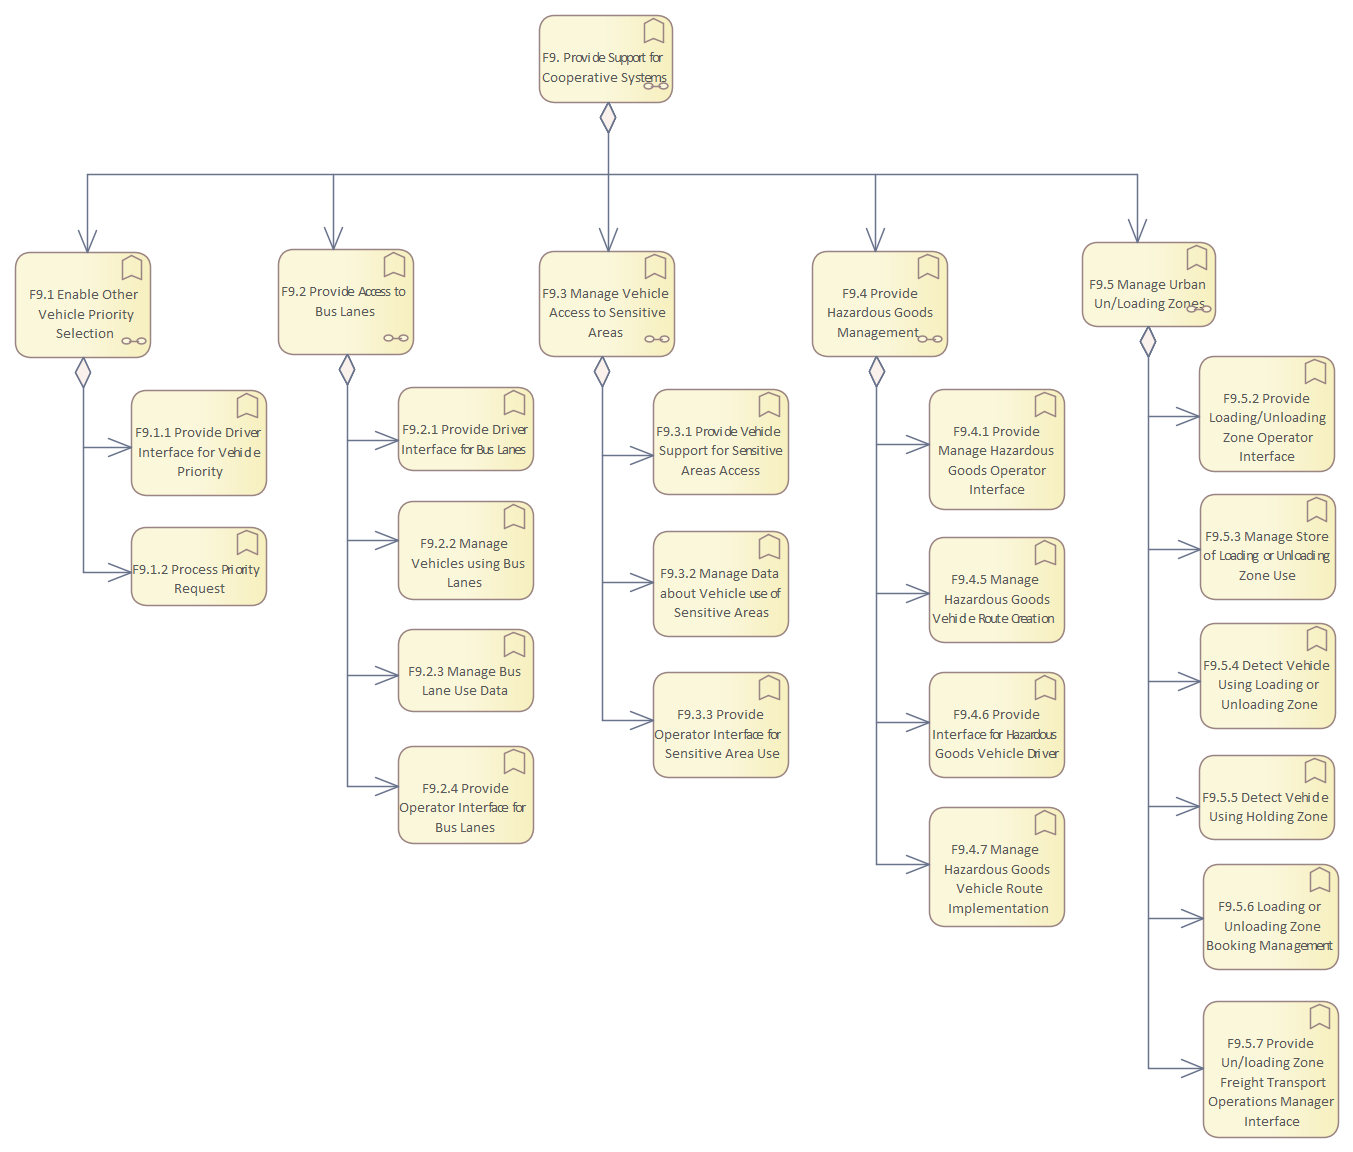 F9. Provide Support for
Cooperative Systems
F9.1 Enable Other
Vehicle Priority
Selection
F9.2 Provide Access to
Bus Lanes
F9.3 Manage Vehicle
Access to Sensitive
Areas
F9.4 Provide
Hazardous Goods
Management
F9.5 Manage Urban
Un/Loading Zones
F9.1.1 Provide Driver
Interface for Vehicle
Priority
F9.1.2 Process Priority
Request
F9.2.1 Provide Driver
Interface for Bus Lanes
F9.2.2 Manage
Vehicles using Bus
Lanes
F9.2.3 Manage Bus
Lane Use Data
F9.2.4 Provide
Operator Interface for
Bus Lanes
F9.3.1 Provide Vehicle
Support for Sensitive
Areas Access
F9.3.2 Manage Data
about Vehicle use of
Sensitive Areas
F9.3.3 Provide
Operator Interface for
Sensitive Area Use
F9.4.1 Provide
Manage Hazardous
Goods Operator
Interface
F9.4.5 Manage
Hazardous Goods
Vehicle Route Creation
F9.4.6 Provide
Interface for Hazardous
Goods Vehicle Driver
F9.4.7 Manage
Hazardous Goods
Vehicle Route
Implementation
F9.5.2 Provide
Loading/Unloading
Zone Operator
Interface
F9.5.3 Manage Store
of Loading or Unloading
Zone Use
F9.5.4 Detect Vehicle
Using Loading or
Unloading Zone
F9.5.5 Detect Vehicle
Using Holding Zone
F9.5.6 Loading or
Unloading Zone
Booking Management
F9.5.7 Provide
Un/loading Zone
Freight Transport
Operations Manager
Interface